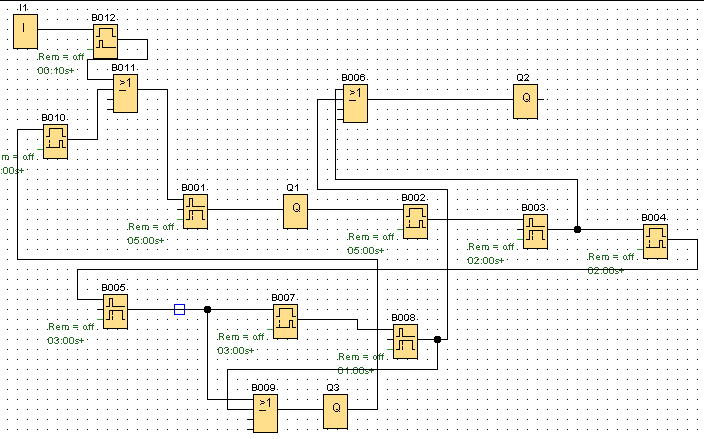 I1
I
B012
Rem = off
00:10s+
B011
>1
B006
>1
Q2
Q
B010
m = off
:00s+
B001
Rem = off
05:00s+
Q1
Q
B002
Rem = off
05:00s+
B003
Rem = off
02:00s+
B004
Rem = off
02:00s+
B005
Rem = off
03:00s+
B007
Rem = off
03:00s+
B008
Rem = off
01:00s+
B009
>1
Q3
Q